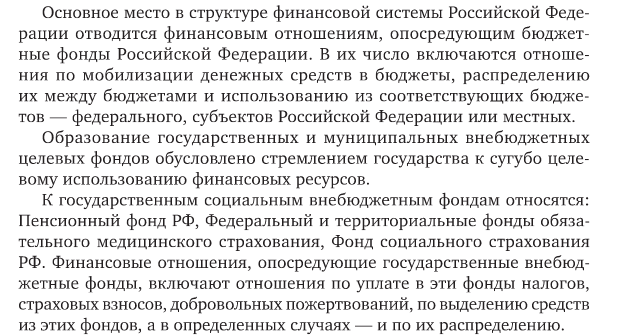 Основное место в структуре финансовой системы Российской Феде-
рации отводится финансовым отношениям, опосредующим бюджет-
ные фонды Российской Федерации. В их число включаются отноше-
ния по мобилизации денежных средств в бюджеты, распределению
их между бюджетами и использованию из соответствующих бюдже-
тов — федерального, субъектов Российской Федерации или местных.
Образование государственных и муниципальных внебюджетных
целевых фондов обусловлено стремлением государства к сугубо целе-
вому использованию финансовых ресурсов.
К государственным социальным внебюджетным фондам относятся:
Пенсионный фонд РФ, Федеральный и территориальные фонды обяза-
тельного медицинского страхования, Фонд социального страхования
РФ. Финансовые отношения, опосредующие государственные внебюд-
жетные фонды, включают отношения по уплате в эти фонды налогов,
страховых взносов, добровольных пожертвований, по выделению средств
из этих фондов, а в определенных случаях — и по их распределению.